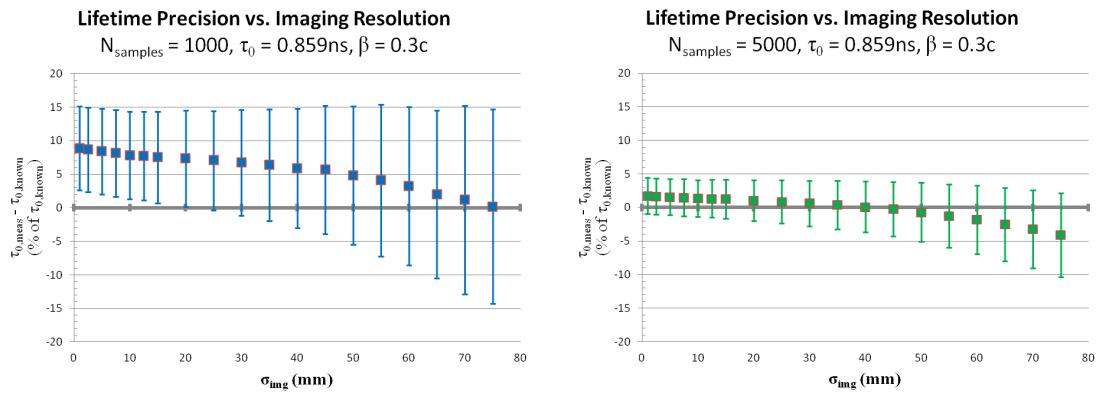 Lifetime Precision vs. Imaging Resolution
Nsamples = 1000, τ0 = 0.859ns, β = 0.3c
τ0,meas - τ0,known
(% of τ0,known)
20
15
10
5
0
-5
-10
-15
-20
0 10 20 30 40 50 60 70 80
σimg (mm)
Lifetime Precision vs. Imaging Resolution
Nsamples = 5000, τ0 = 0.859ns, β = 0.3c
τ0,meas - τ0,known
(% of τ0,known)
20
15
10
5
0
-5
-10
-15
-20
0 10 20 30 40 50 60 70 80
σimg (mm)